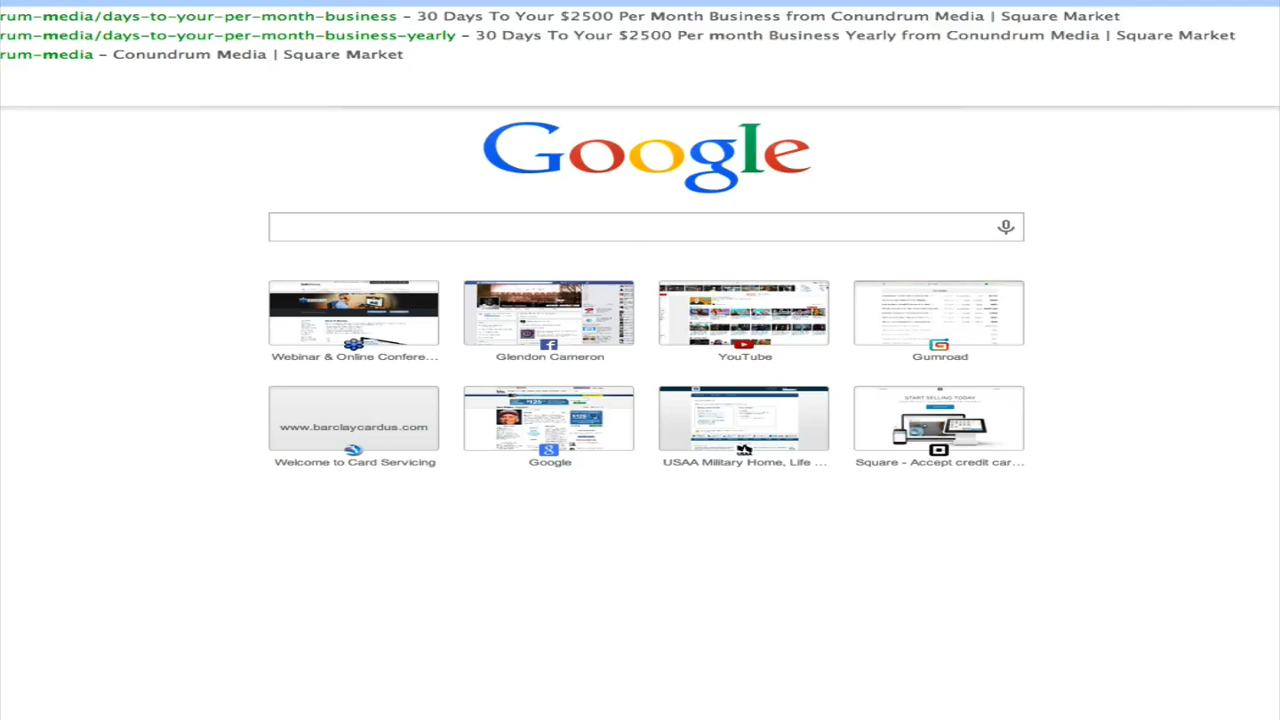 rum-media/days-to-your-per-month-business – 30 Days To Your $2500 Per Month Business from Conundrum Media | Square Market
rum-media/days-to-your-per-month-business-yearly – 30 Days To Your $2500 Per month Business Yearly from Conundrum Media | Square Market
rum-media – Conundrum Media | Square Market
Google
Webinar & Online Confere...
Glendon Cameron
YouTube
Gumroad
www.barclaycardus.com
START SELLING TODAY
Welcome to Card Servicing
Google
USAA Military Home, Life ...
Square - Accept credit car...